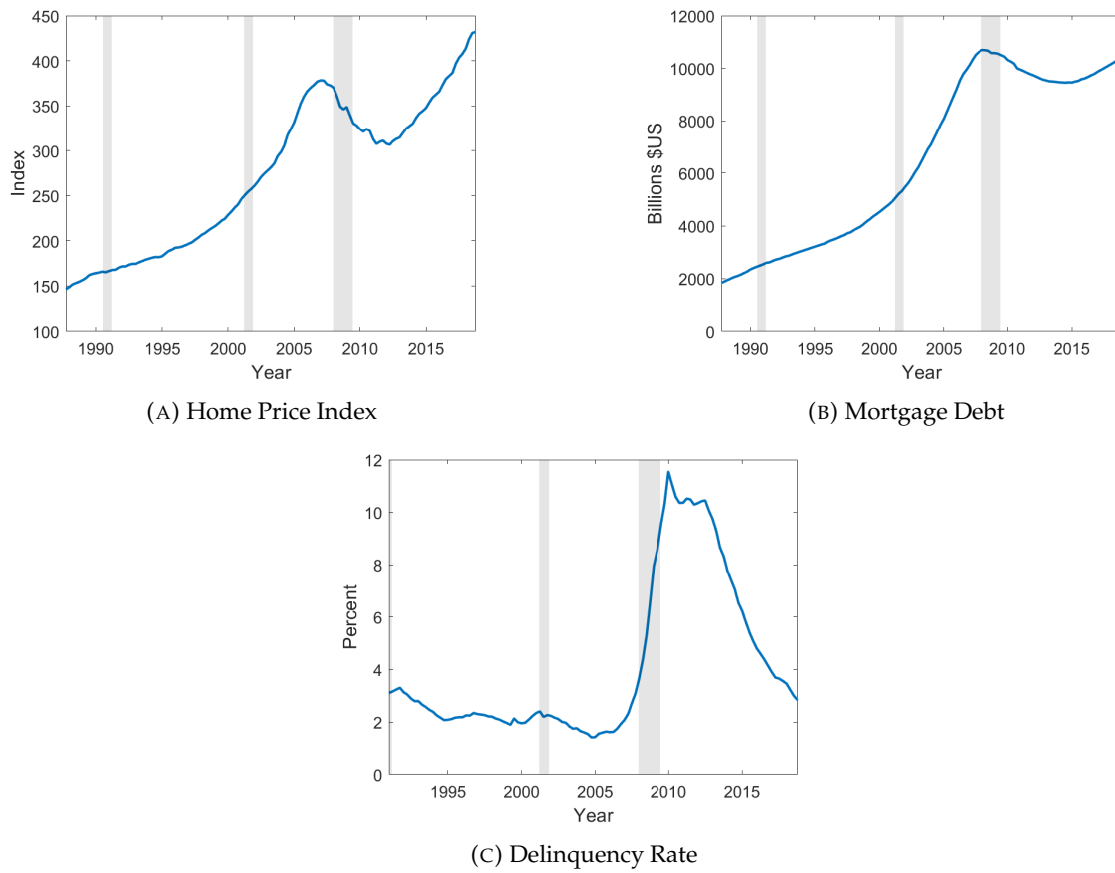 450
400
350
300
250
200
150
100
Index
1990 1995 2000 2005 2010 2015
Year
(A) Home Price Index
12000
10000
8000
6000
4000
2000
0
Billions $US
1990 1995 2000 2005 2010 2015
Year
(B) Mortgage Debt
12
10
8
6
4
2
0
Percent
1995 2000 2005 2010 2015
Year
(C) Delinquency Rate